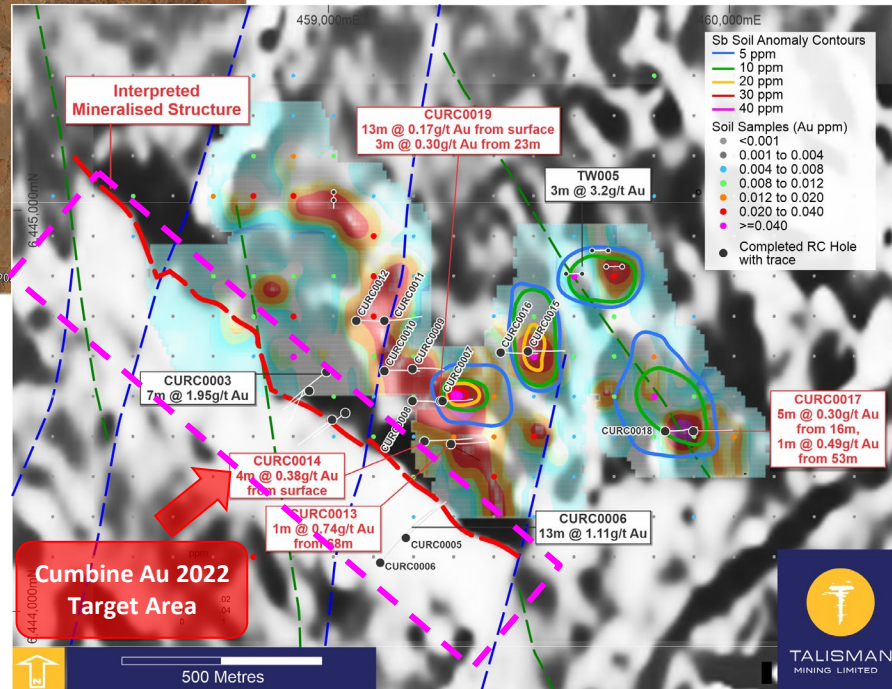 459,000mE
460,000mE
6,445,000mN
6,444,000mN
Interpreted
Mineralised Structure
CURC0019
13m @ 0.17g/t Au from surface
3m @ 0.30g/t Au from 23m
TW005
3m @ 3.2g/t Au
Sb Soil Anomaly Contours
5 ppm
10 ppm
20 ppm
30 ppm
40 ppm
Soil Samples (Au ppm)
<0.001
0.001 to 0.004
0.004 to 0.008
0.008 to 0.012
0.012 to 0.020
0.020 to 0.040
>=0.040
Completed RC Hole
with trace
CURC0012
CURC0011
CURC0010
CURC0009
CURC0016
CURC0015
CURC0007
CURC0008
CURC0003
7m @ 1.95g/t Au
CURC0018
CURC0017
5m @ 0.30g/t Au
from 16m,
1m @ 0.49g/t Au
from 53m
CURC0014
4m @ 0.38g/t Au
from surface
CURC0013
1m @ 0.74g/t Au
from 68m
CURC0006
13m @ 1.11g/t Au
CURC0005
CURC0006
Cumbine Au 2022
Target Area
N
500 Metres
TALISMAN
MINING LIMITED